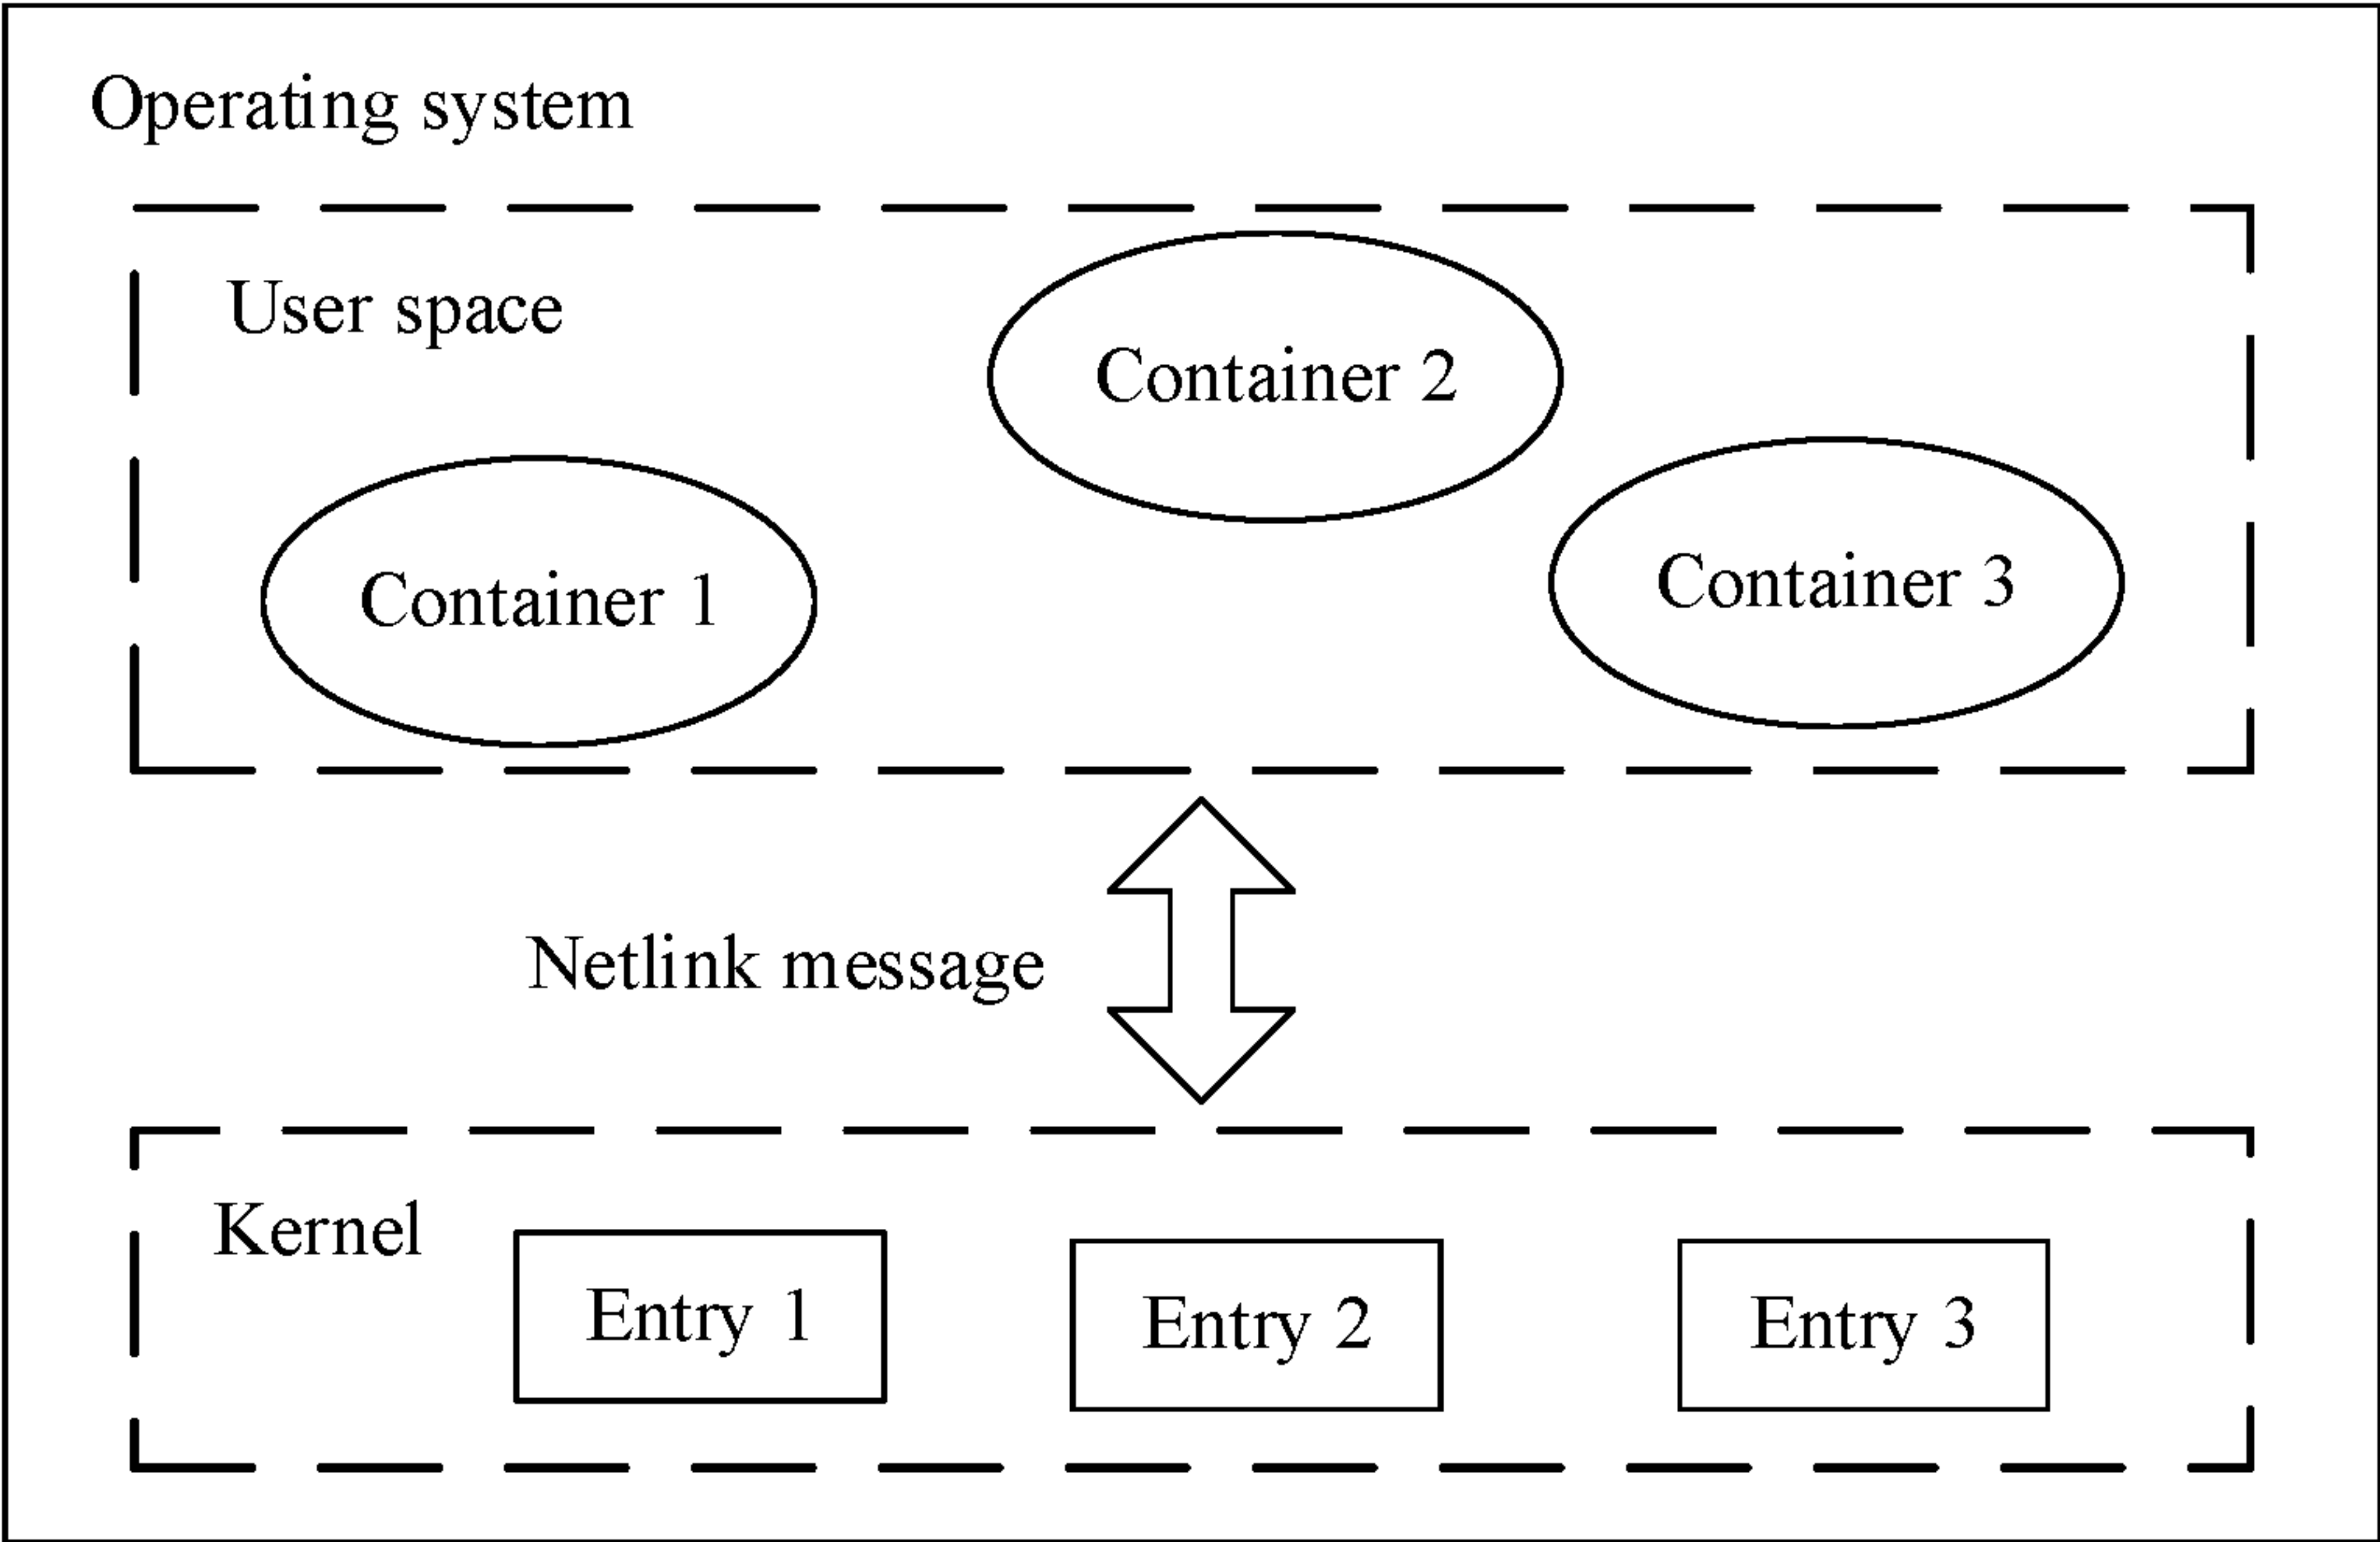 Operating system
User space
Container 2
Container 1
Container 3
Netlink message
Kernel
Entry 1
Entry 2
Entry 3